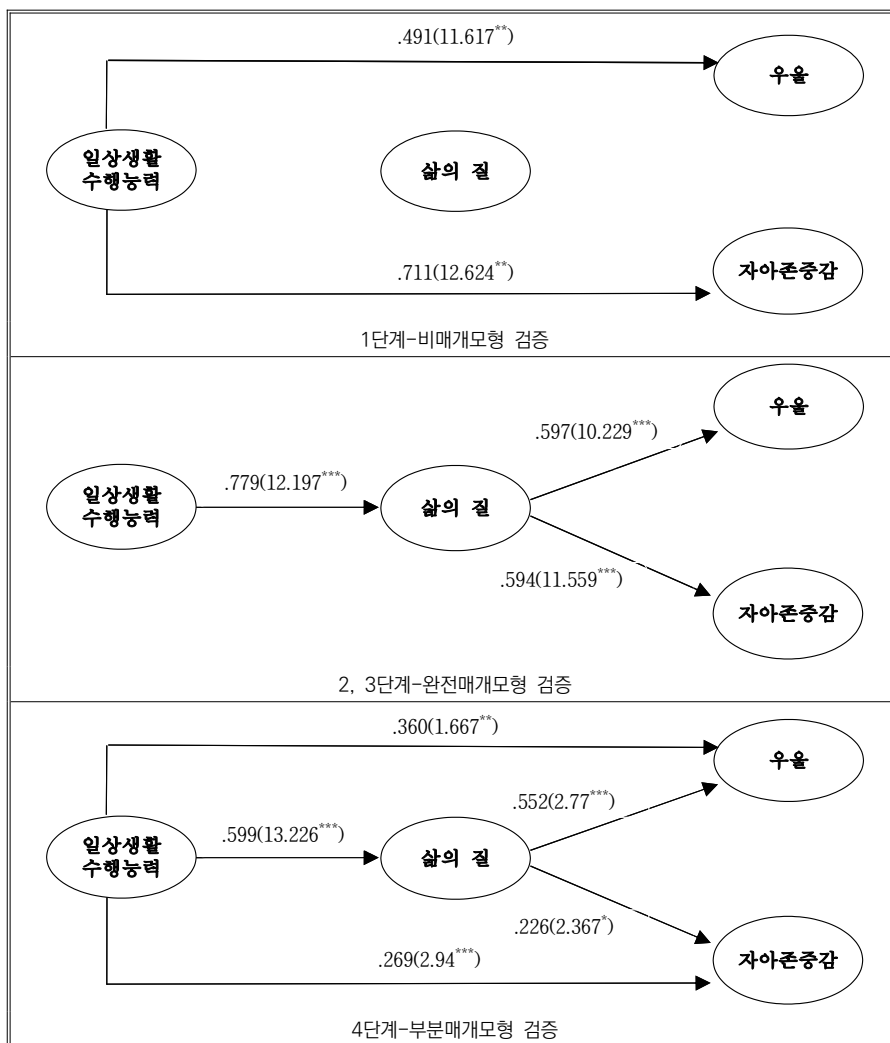 .491(11.617**)
우울
일상생활
수행능력
삶의 질
.711(12.624**)
자아존중감
1단계-비매개모형 검증
우울
.597(10.229***)
.779(12.197***)
일상생활
수행능력
삶의 질
.594(11.559***)
자아존중감
2, 3단계-완전매개모형 검증
.360(1.667**)
우울
.552(2.77***)
.599(13.226***)
일상생활
수행능력
삶의 질
.226(2.367*)
.269(2.94***)
자아존중감
4단계-부분매개모형 검증